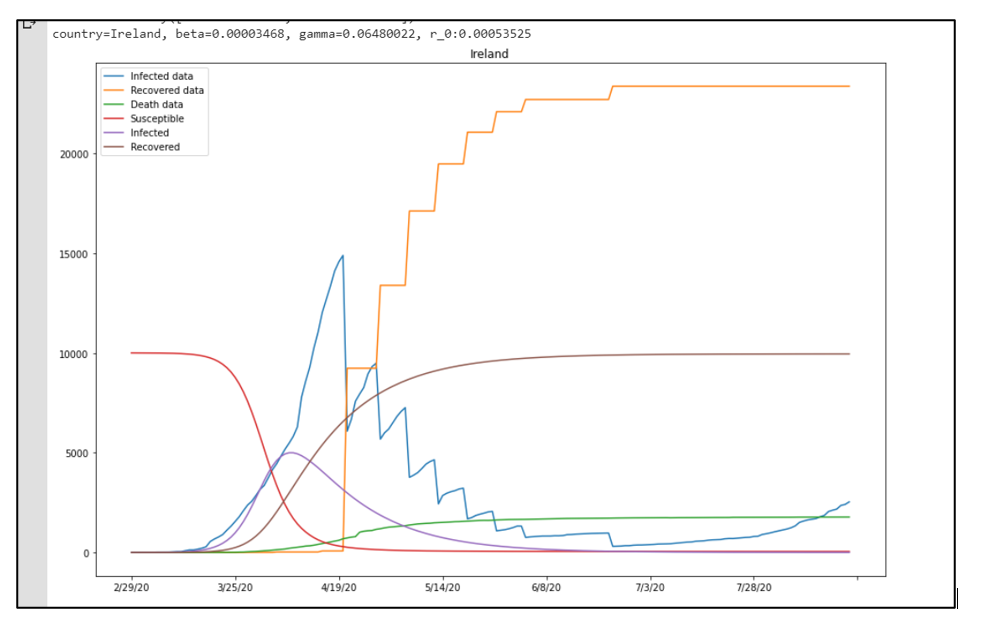 country=Ireland, beta=0.00003468, gamma=0.06480022, r_0:0.00053525
Ireland
Infected data
Recovered data
Death data
Susceptible
Infected
Recovered
20000
15000
10000
5000
0
2/29/20 3/25/20 4/19/20 5/14/20 6/8/20 7/3/20 7/28/20